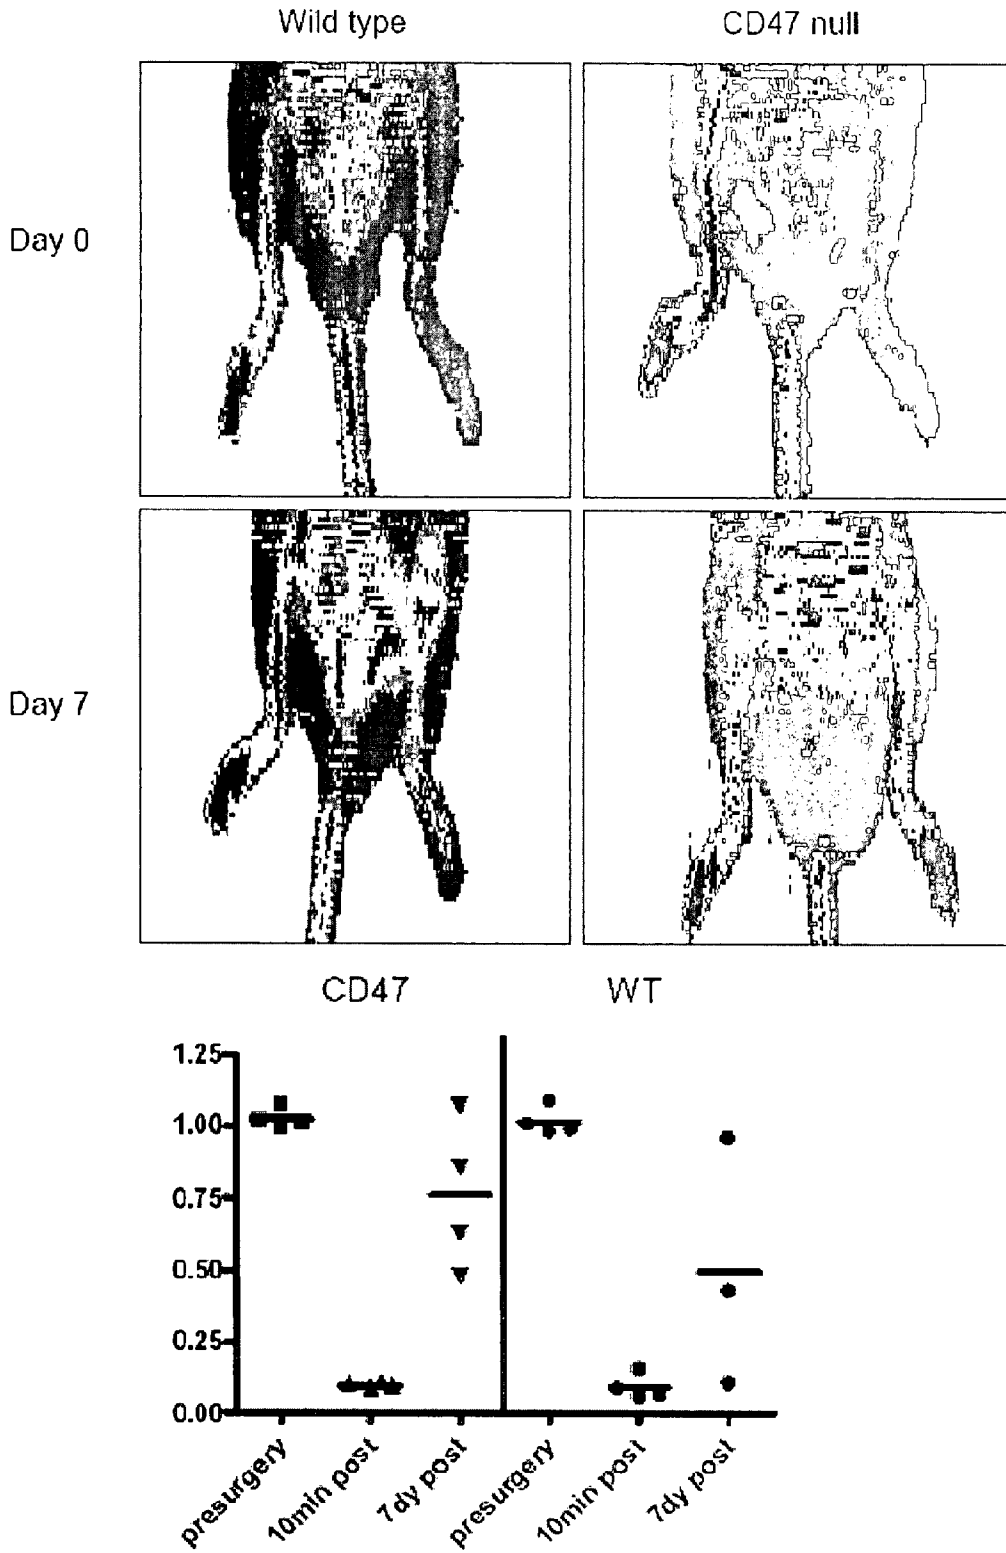 Wild type CD47 null
Day 0
Day 7
CD47 WT
1.25
1.00
0.75
0.50
0.25
0.00
presurgery 10min post 7dy post presurgery 10min post 7dy post